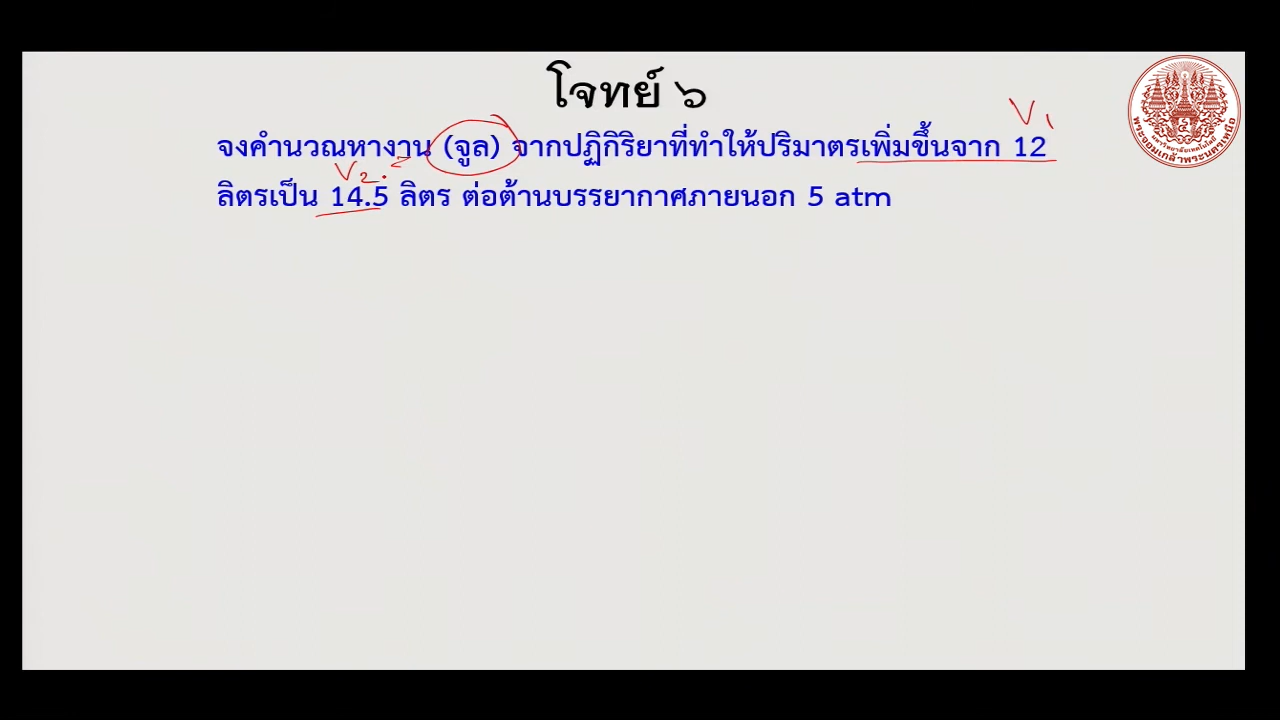 โจทย์ ๖
V1
จงคำนวณหางาน (จูล) จากปฏิกิริยาที่ทำให้ปริมาตรเพิ่มขึ้นจาก 12
V2
ลิตรเป็น 14.5 ลิตร ต่อต้านบรรยากาศภายนอก 5 atm